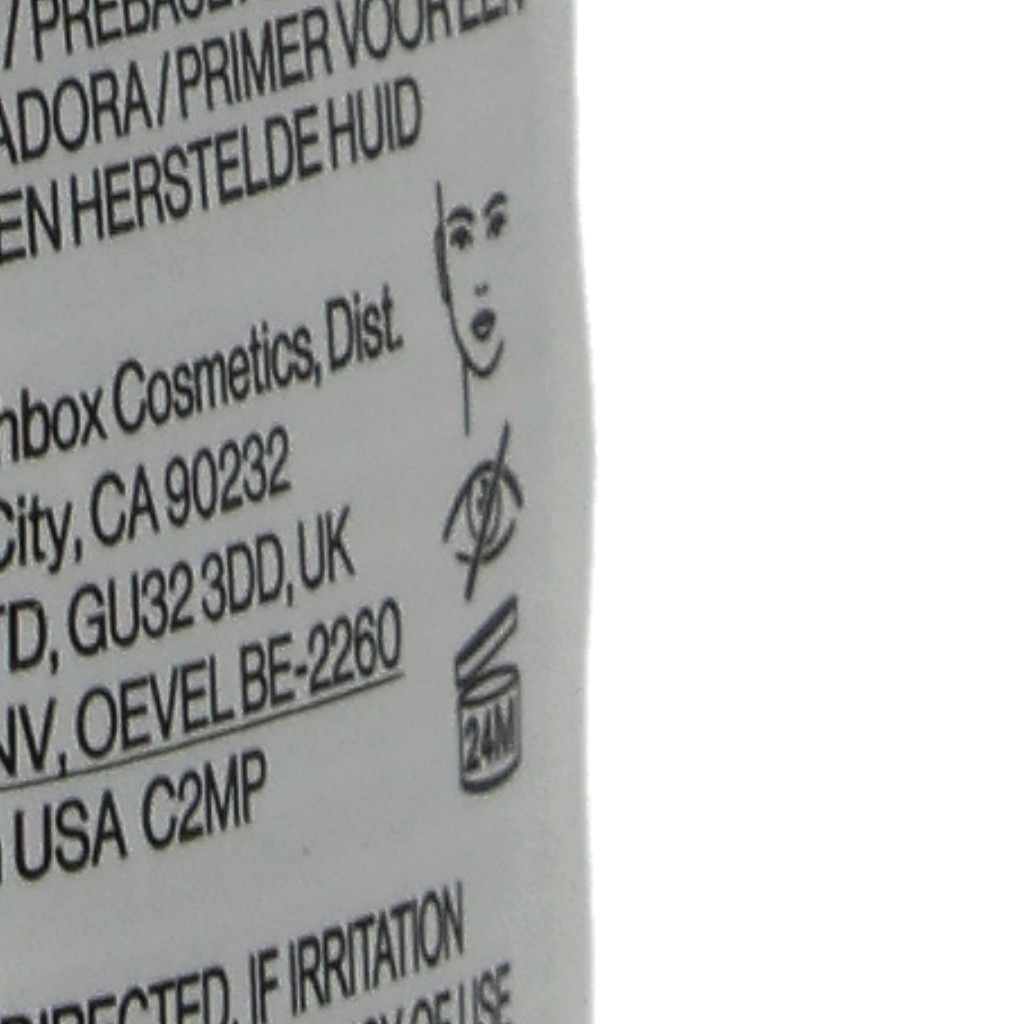 /PREBASE
ADORA/PRIMER VOOR EEN
EN HERSTELDE HUID
hbox Cosmetics, Dist.
City, CA 90232
TD, GU32 3DD, UK
NV, OEVEL BE-2260
USA C2MP
24M
DIRECTED. IF IRRITATION
OF USE